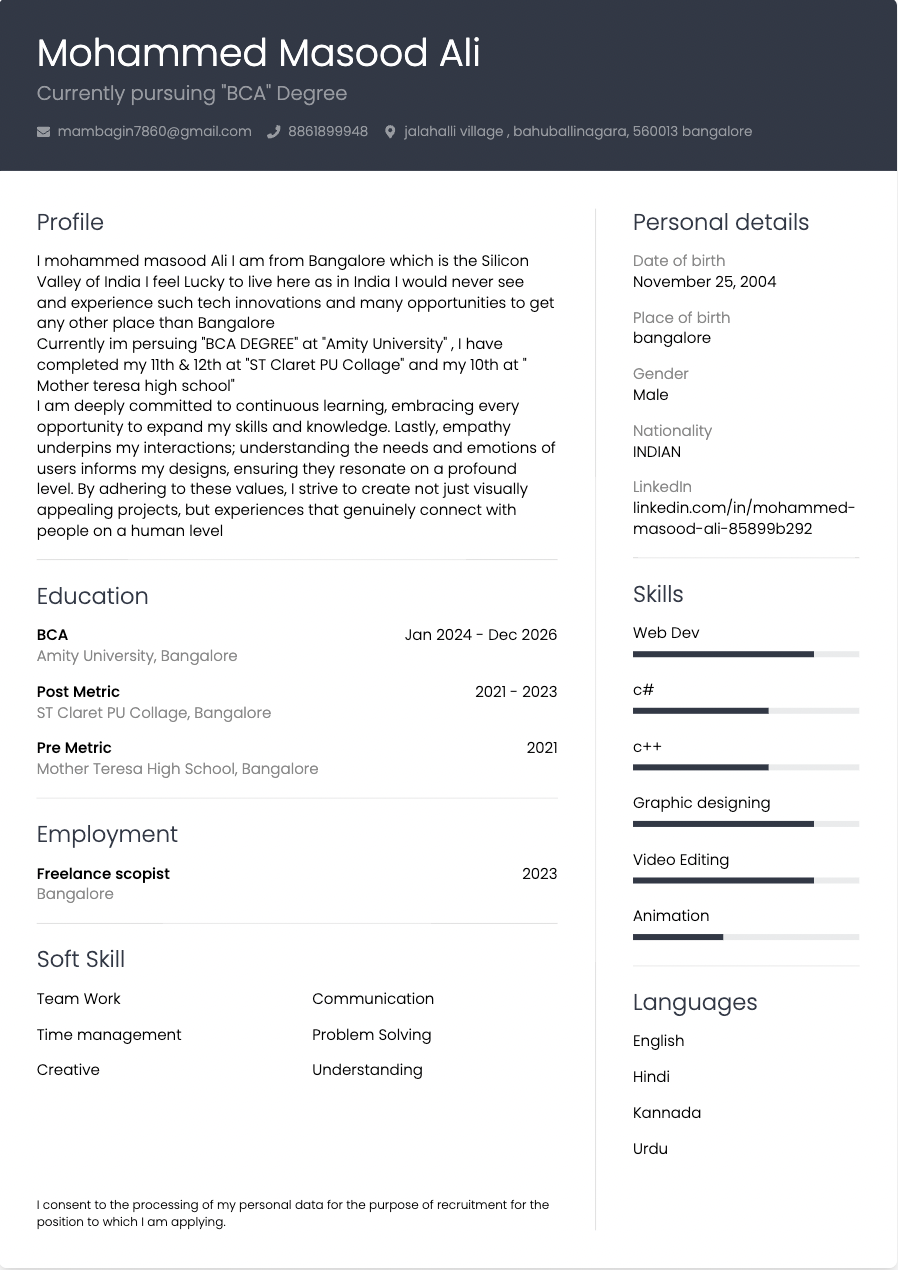 Mohammed Masood Ali
Currently pursuing "BCA" Degree
mambagin7860@gmail.com 8861899948 jalahalli village , bahuballinagara, 560013 bangalore
Profile
I mohammed masood Ali I am from Bangalore which is the Silicon
Valley of India I feel Lucky to live here as in India I would never see
and experience such tech innovations and many opportunities to get
any other place than Bangalore
Currently im persuing "BCA DEGREE" at "Amity University" , I have
completed my 11th & 12th at "ST Claret PU Collage" and my 10th at "
Mother teresa high school"
I am deeply committed to continuous learning, embracing every
opportunity to expand my skills and knowledge. Lastly, empathy
underpins my interactions; understanding the needs and emotions of
users informs my designs, ensuring they resonate on a profound
level. By adhering to these values, I strive to create not just visually
appealing projects, but experiences that genuinely connect with
people on a human level
Education
BCA Jan 2024 - Dec 2026
Amity University, Bangalore
Post Metric 2021 - 2023
ST Claret PU Collage, Bangalore
Pre Metric 2021
Mother Teresa High School, Bangalore
Employment
Freelance scopist 2023
Bangalore
Soft Skill
Team Work Communication
Time management Problem Solving
Creative Understanding
I consent to the processing of my personal data for the purpose of recruitment for the
position to which I am applying.
Personal details
Date of birth
November 25, 2004
Place of birth
bangalore
Gender
Male
Nationality
INDIAN
LinkedIn
linkedin.com/in/mohammed-
masood-ali-85899b292
Skills
Web Dev
c#
c++
Graphic designing
Video Editing
Animation
Languages
English
Hindi
Kannada
Urdu